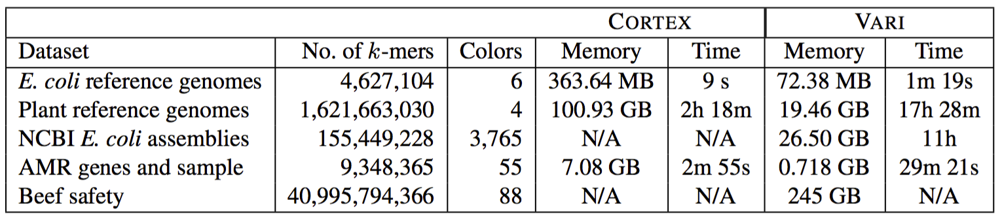 CORTEX VARI
Dataset No. of k-mers Colors Memory Time Memory Time
E. coli reference genomes 4,627,104 6 363.64 MB 9 s 72.38 MB 1m 19s
Plant reference genomes 1,621,663,030 4 100.93 GB 2h 18m 19.46 GB 17h 28m
NCBI E. coli assemblies 155,449,228 3,765 N/A N/A 26.50 GB 11h
AMR genes and sample 9,348,365 55 7.08 GB 2m 55s 0.718 GB 29m 21s
Beef safety 40,995,794,366 88 N/A N/A 245 GB N/A